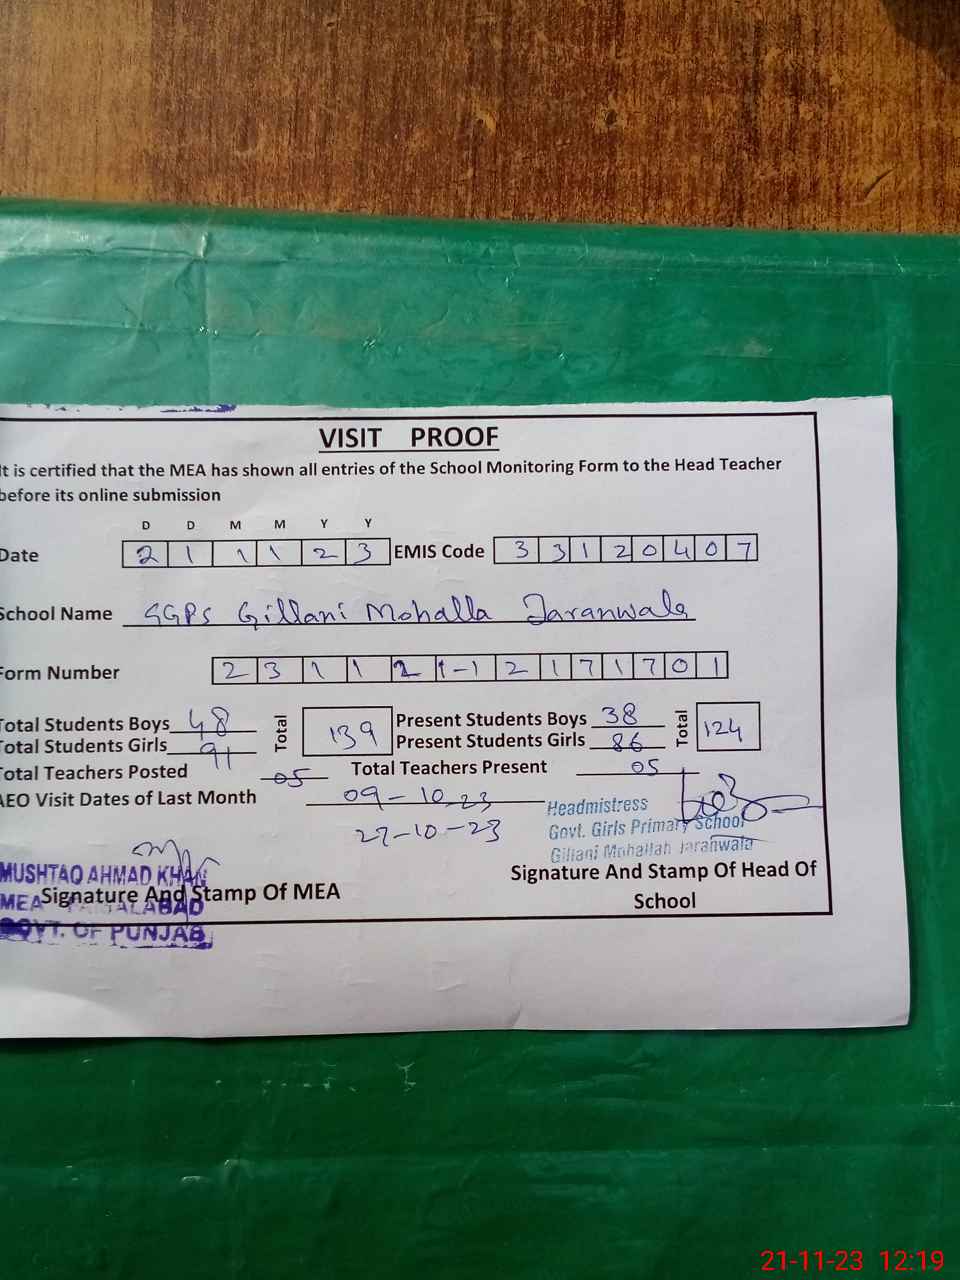 VISIT PROOF
It is certified that the MEA has shown all entries of the School Monitoring Form to the Head Teacher
before its online submission
D D M M Y Y
Date 2 1 1 1 2 3 EMIS Code 3 3 1 2 0 4 0 7
School Name GGPS Gillani Mohalla Jaranwala
Form Number 2 3 1 1 2 1-1 2 1 7 1 7 0 1
Total Students Boys 48 Total 139 Present Students Boys 38 Total 124
Total Students Girls 91 Present Students Girls 86
Total Teachers Posted 05 Total Teachers Present 05
AEO Visit Dates of Last Month 09-10-23
27-10-23
Headmistress
Govt. Girls Primary School
Gillani Mohallah Jaranwala
MUSHTAQ AHMAD KHAN
MEA FAISALABAD
GOVT. OF PUNJAB
Signature And Stamp Of MEA
Signature And Stamp Of Head Of
School
21-11-23 12:19